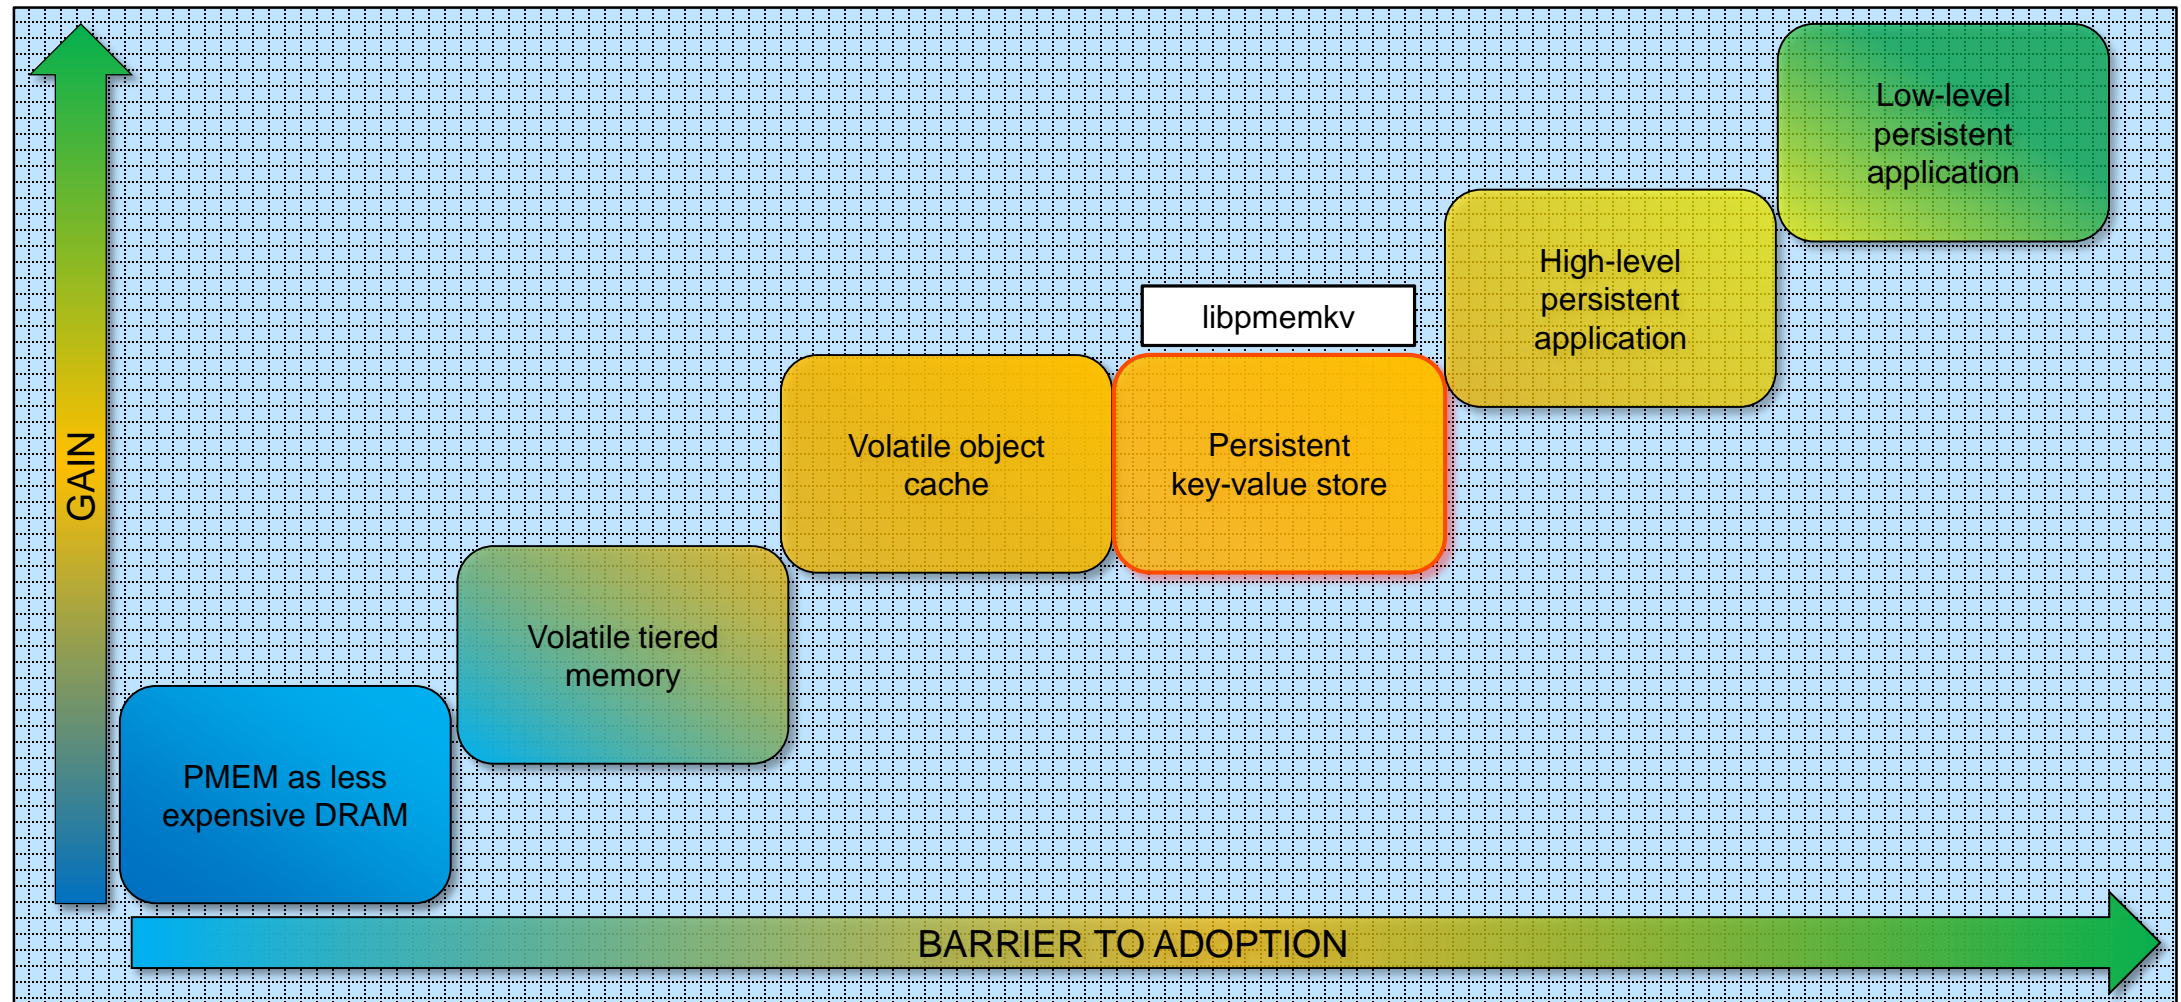 Low-level
persistent
application
High-level
persistent
application
libpmemkv
Volatile object
cache
Persistent
key-value store
GAIN
Volatile tiered
memory
PMEM as less
expensive DRAM
BARRIER TO ADOPTION